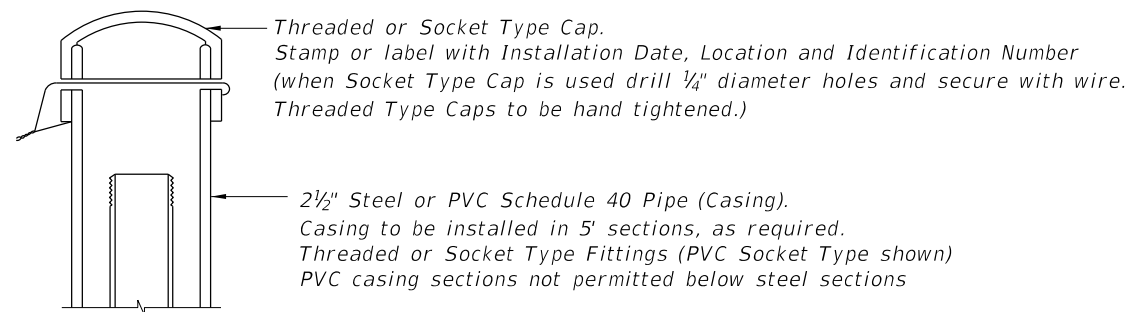 Threaded or Socket Type Cap.
Stamp or label with Installation Date, Location and Identification Number
(when Socket Type Cap is used drill ¼" diameter holes and secure with wire.
Threaded Type Caps to be hand tightened.)
2½" Steel or PVC Schedule 40 Pipe (Casing).
Casing to be installed in 5' sections, as required.
Threaded or Socket Type Fittings (PVC Socket Type shown)
PVC casing sections not permitted below steel sections